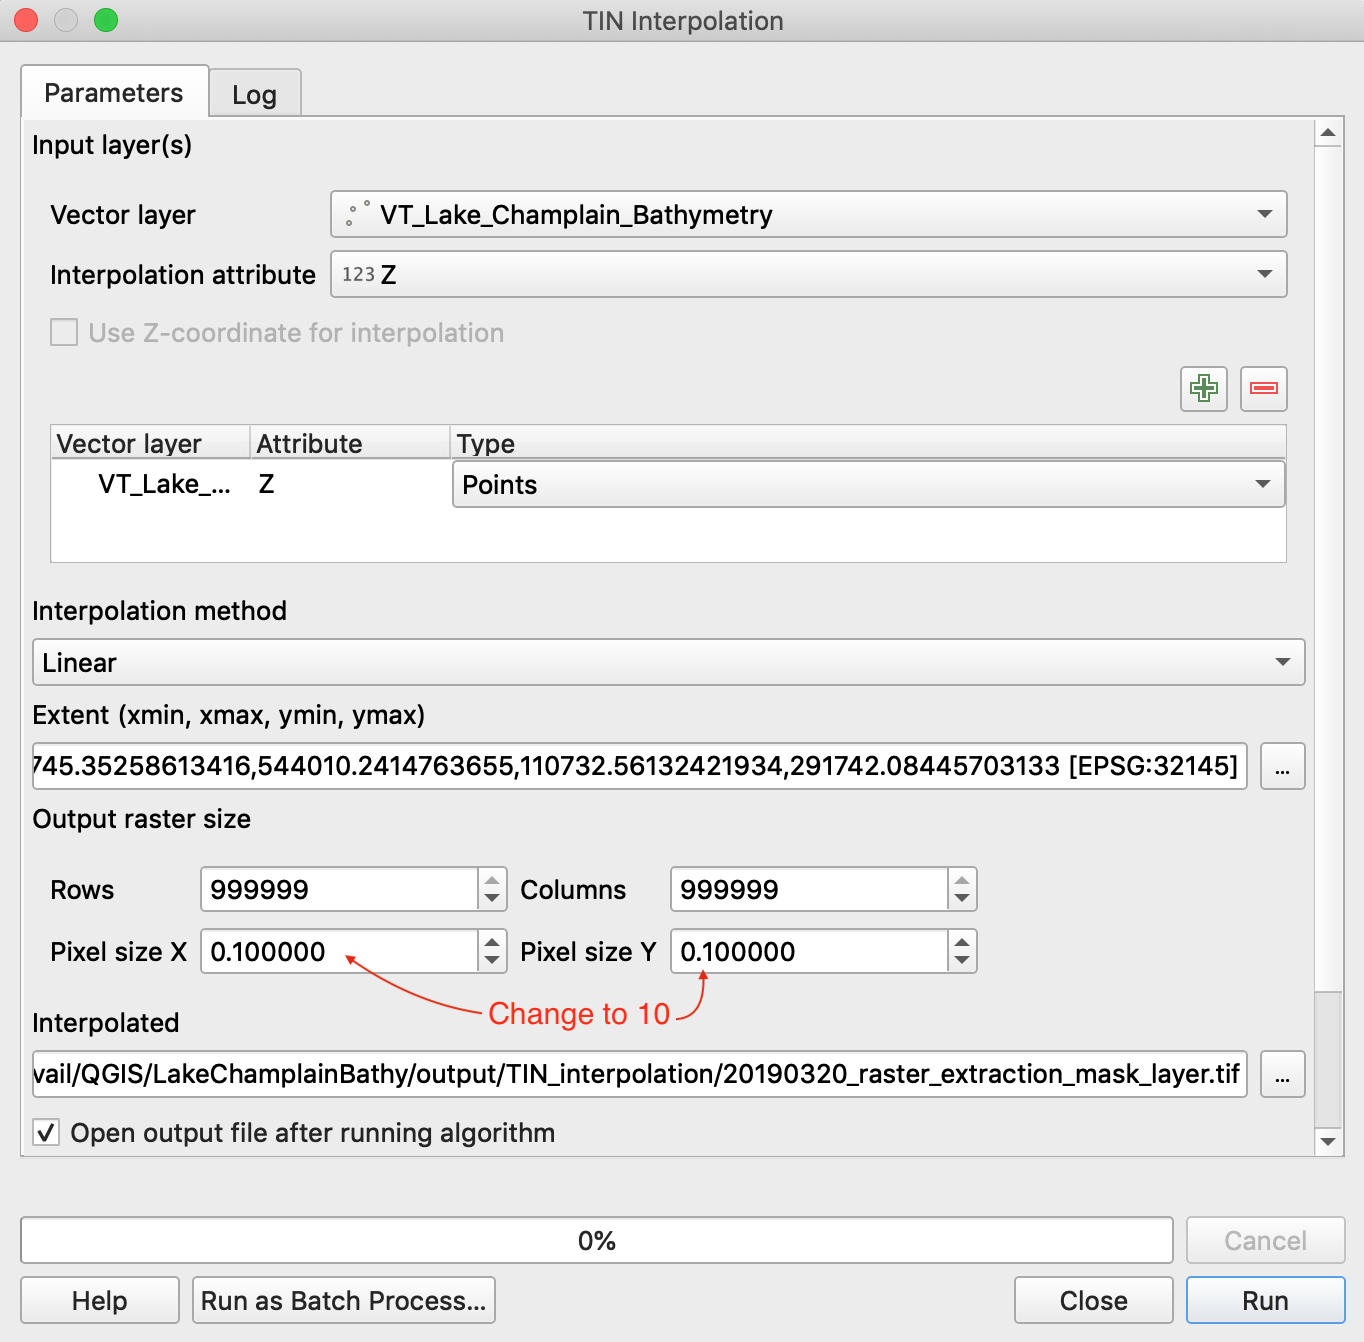 TIN Interpolation
Parameters
Log
Input layer(s)
Vector layer
VT_Lake_Champlain_Bathymetry
Interpolation attribute
123 Z
Use Z-coordinate for interpolation
Vector layer Attribute Type
VT_Lake_... Z Points
Interpolation method
Linear
Extent (xmin, xmax, ymin, ymax)
745.35258613416,544010.2414763655,110732.56132421934,291742.08445703133 [EPSG:32145]
...
Output raster size
Rows 999999 Columns 999999
Pixel size X 0.100000 Pixel size Y 0.100000
Change to 10
Interpolated
vail/QGIS/LakeChamplainBathy/output/TIN_interpolation/20190320_raster_extraction_mask_layer.tif
...
Open output file after running algorithm
0%
Cancel
Help
Run as Batch Process...
Close
Run